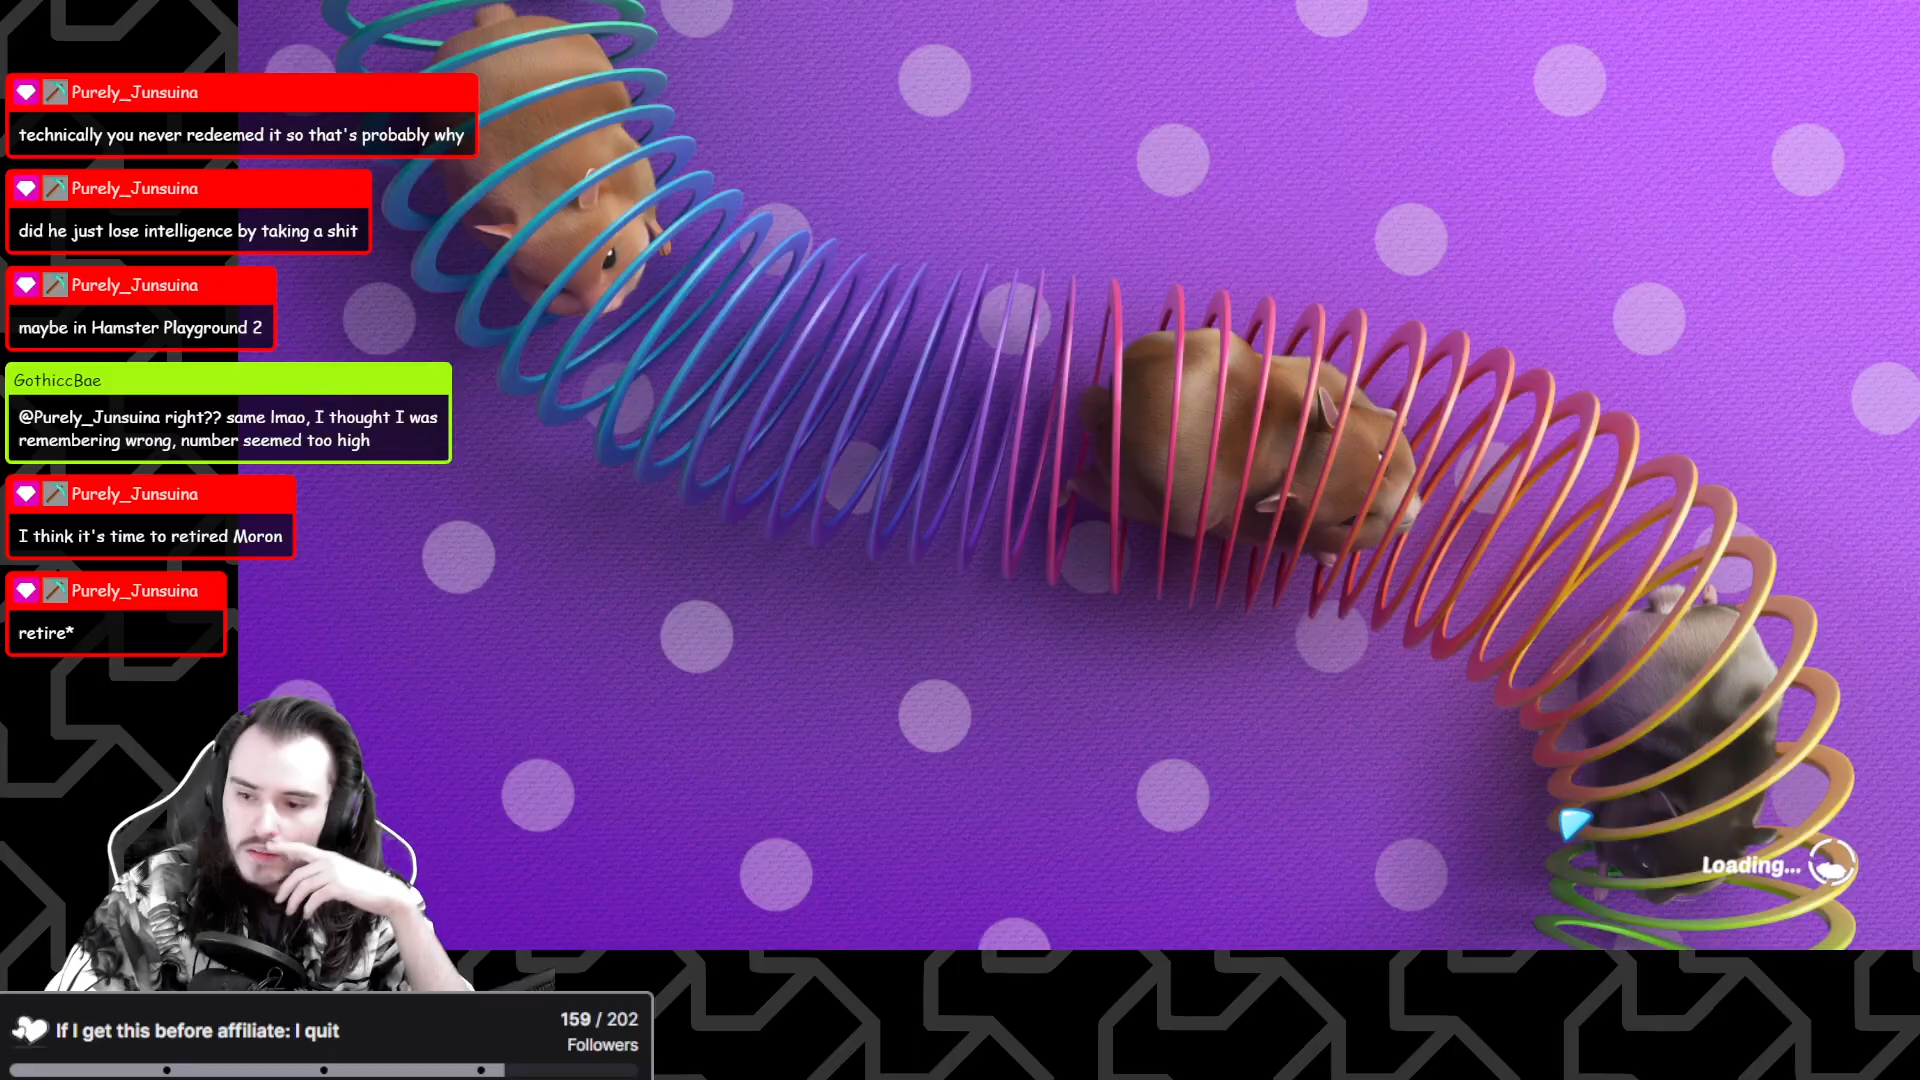 Purely_Junsuina
technically you never redeemed it so that's probably why
Purely_Junsuina
did he just lose intelligence by taking a shit
Purely_Junsuina
maybe in Hamster Playground 2
GothiccBae
@Purely_Junsuina right?? same lmao, I thought I was
remembering wrong, number seemed too high
Purely_Junsuina
I think it's time to retired Moron
Purely_Junsuina
retire*
Loading...
If I get this before affiliate: I quit
159 / 202
Followers